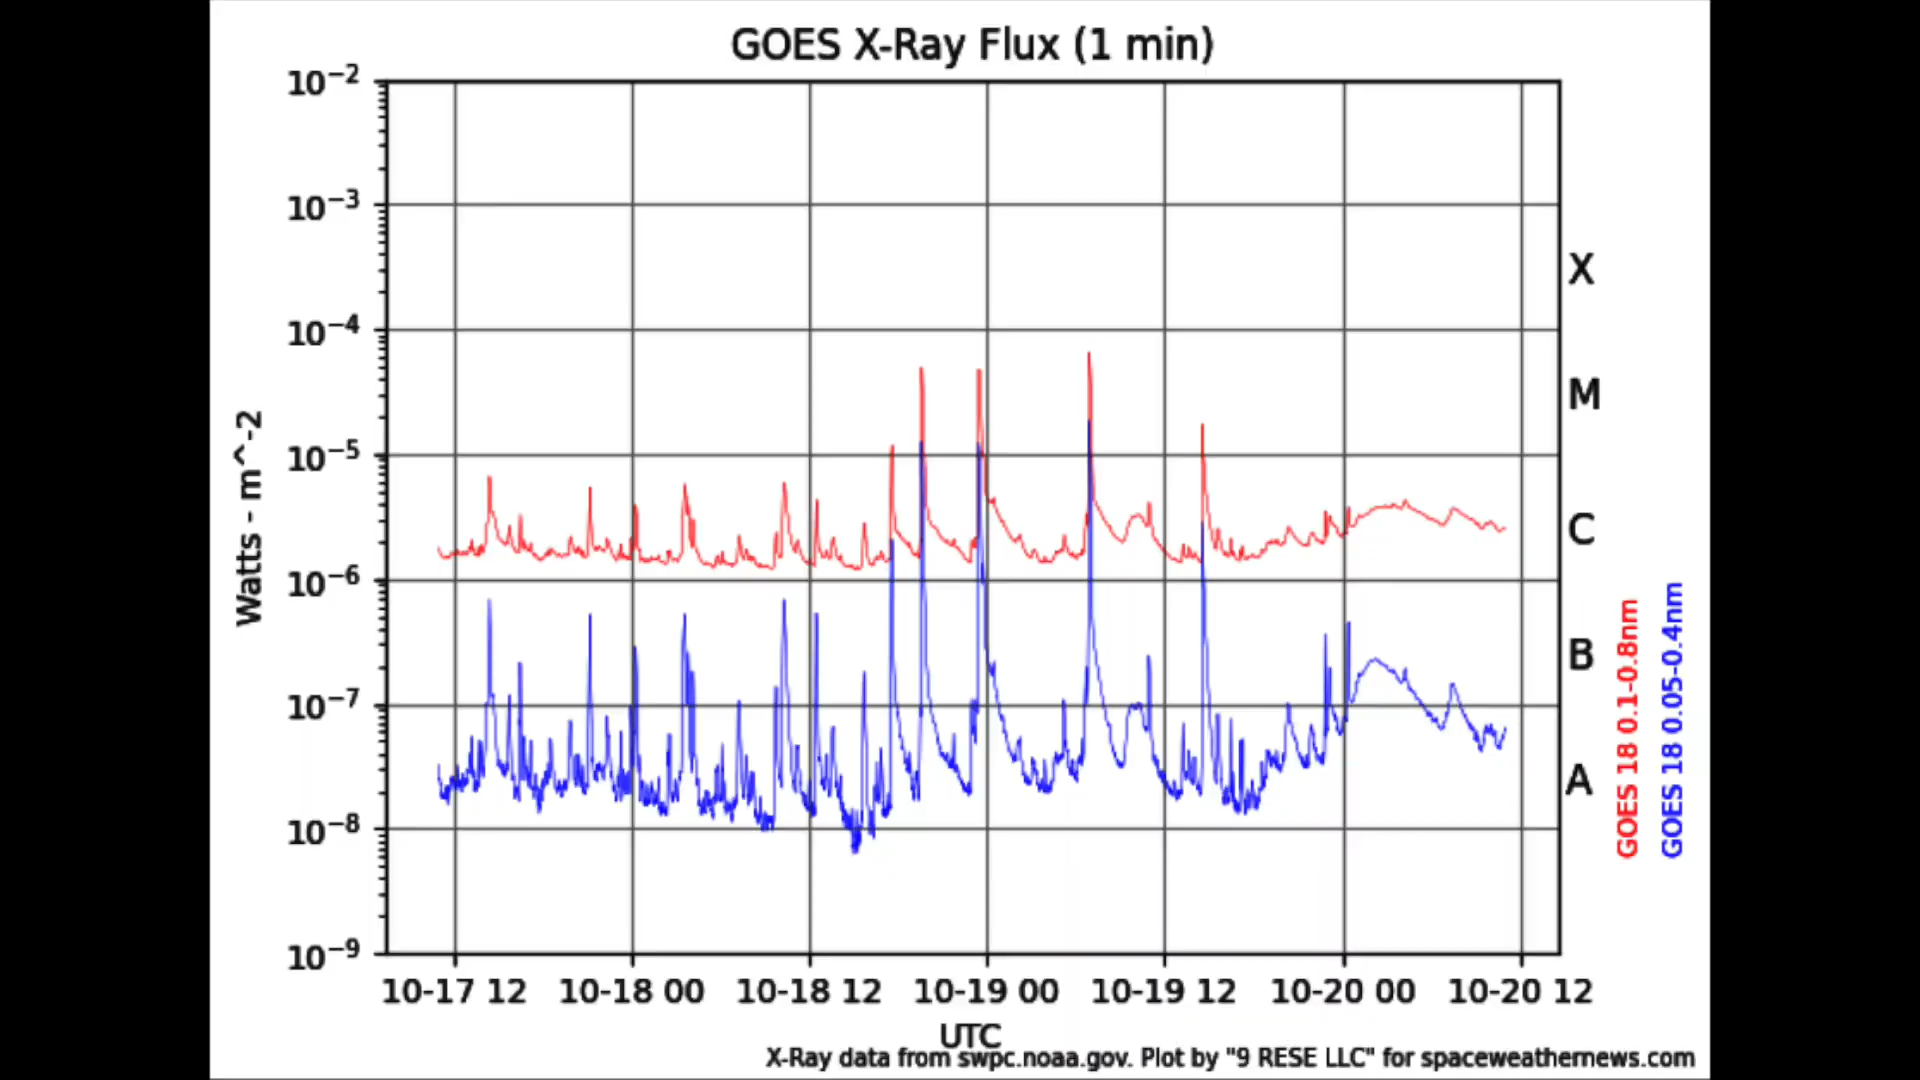 GOES X-Ray Flux (1 min)
10−2
10−3
10−4
10−5
10−6
10−7
10−8
10−9
Watts - m^-2
X
M
C
B
A
GOES 18 0.1-0.8nm
GOES 18 0.05-0.4nm
10-17 12 10-18 00 10-18 12 10-19 00 10-19 12 10-20 00 10-20 12
UTC
X-Ray data from swpc.noaa.gov. Plot by "9 RESE LLC" for spaceweathernews.com